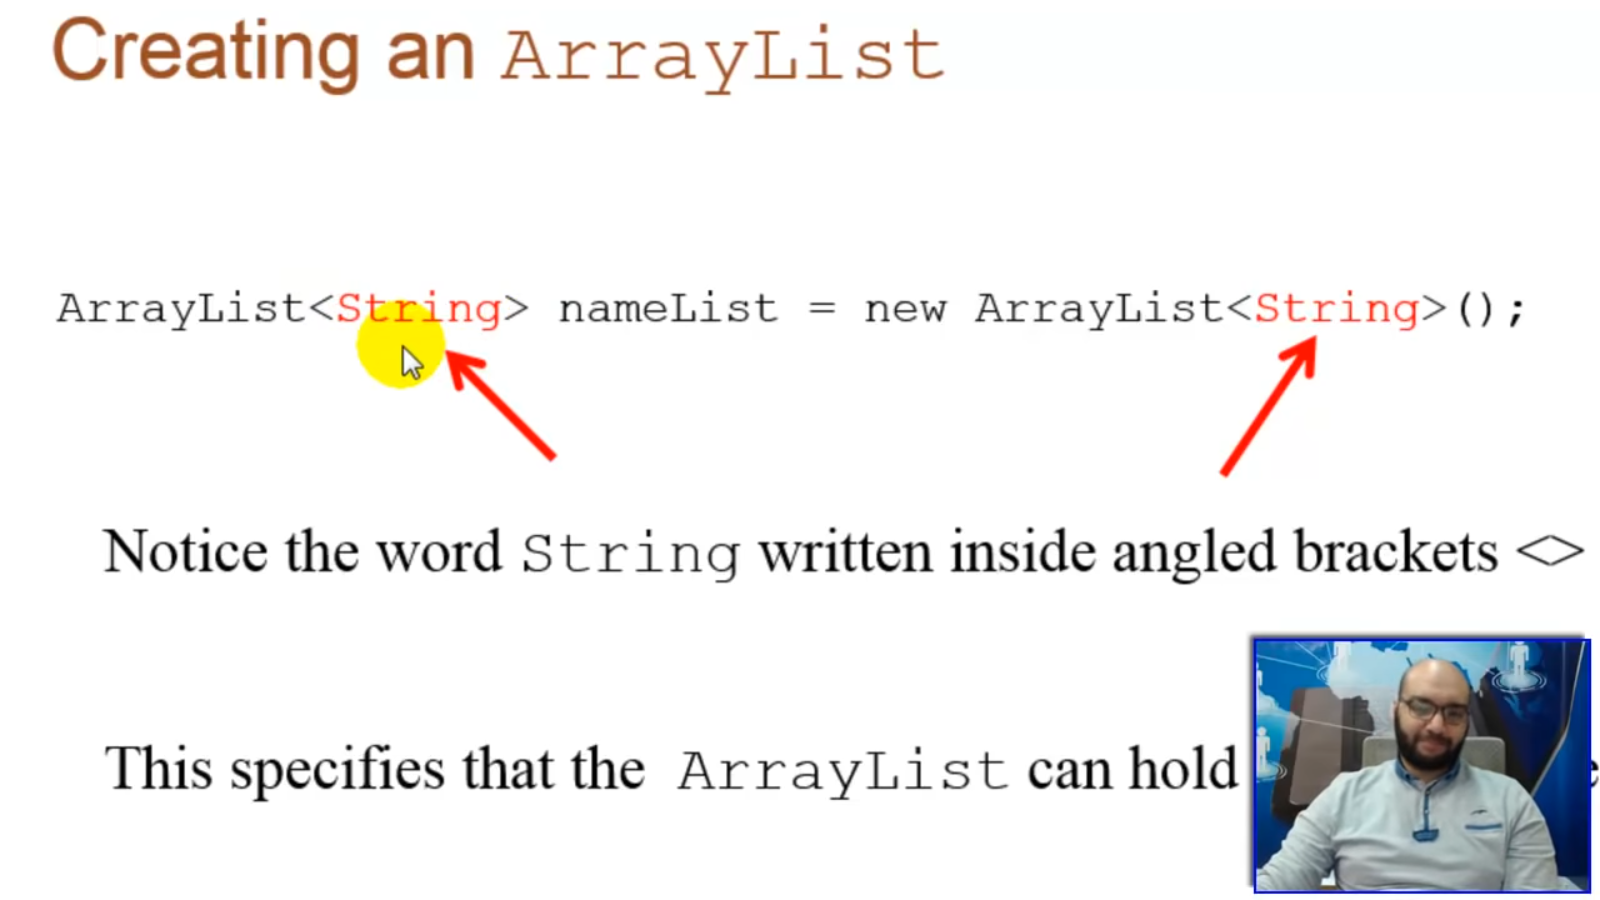 Creating an ArrayList
ArrayList<String> nameList = new ArrayList<String>();
Notice the word String written inside angled brackets <>
This specifies that the ArrayList can hold